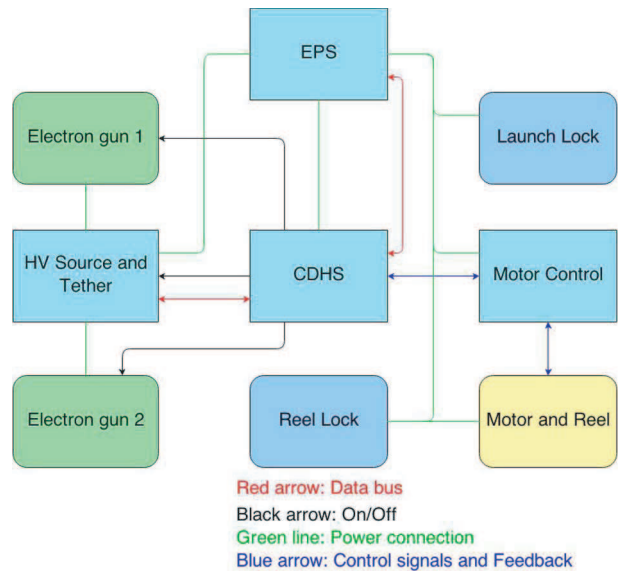 EPS
Electron gun 1
Launch Lock
HV Source and
Tether
CDHS
Motor Control
Electron gun 2
Reel Lock
Motor and Reel
Red arrow: Data bus
Black arrow: On/Off
Green line: Power connection
Blue arrow: Control signals and Feedback